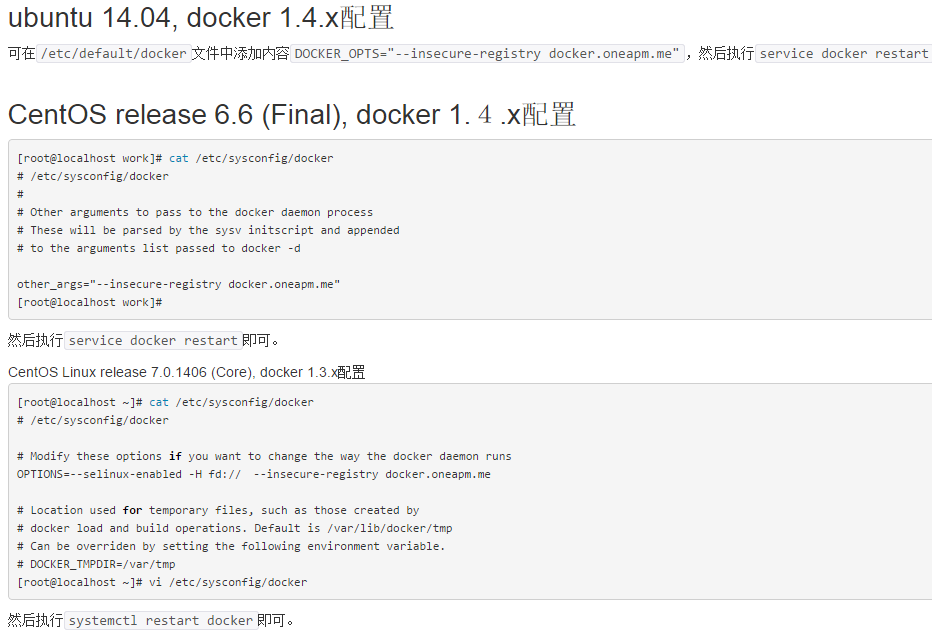 ubuntu 14.04, docker 1.4.x配置
可在 /etc/default/docker 文件中添加内容 DOCKER_OPTS="--insecure-registry docker.oneapm.me" ，然后执行 service docker restart
CentOS release 6.6 (Final), docker 1.４.x配置
[root@localhost work]# cat /etc/sysconfig/docker
# /etc/sysconfig/docker
#
# Other arguments to pass to the docker daemon process
# These will be parsed by the sysv initscript and appended
# to the arguments list passed to docker -d
other_args="--insecure-registry docker.oneapm.me"
[root@localhost work]#
然后执行 service docker restart 即可。
CentOS Linux release 7.0.1406 (Core), docker 1.3.x配置
[root@localhost ~]# cat /etc/sysconfig/docker
# /etc/sysconfig/docker
# Modify these options if you want to change the way the docker daemon runs
OPTIONS=--selinux-enabled -H fd://  --insecure-registry docker.oneapm.me
# Location used for temporary files, such as those created by
# docker load and build operations. Default is /var/lib/docker/tmp
# Can be overriden by setting the following environment variable.
# DOCKER_TMPDIR=/var/tmp
[root@localhost ~]# vi /etc/sysconfig/docker
然后执行 systemctl restart docker 即可。